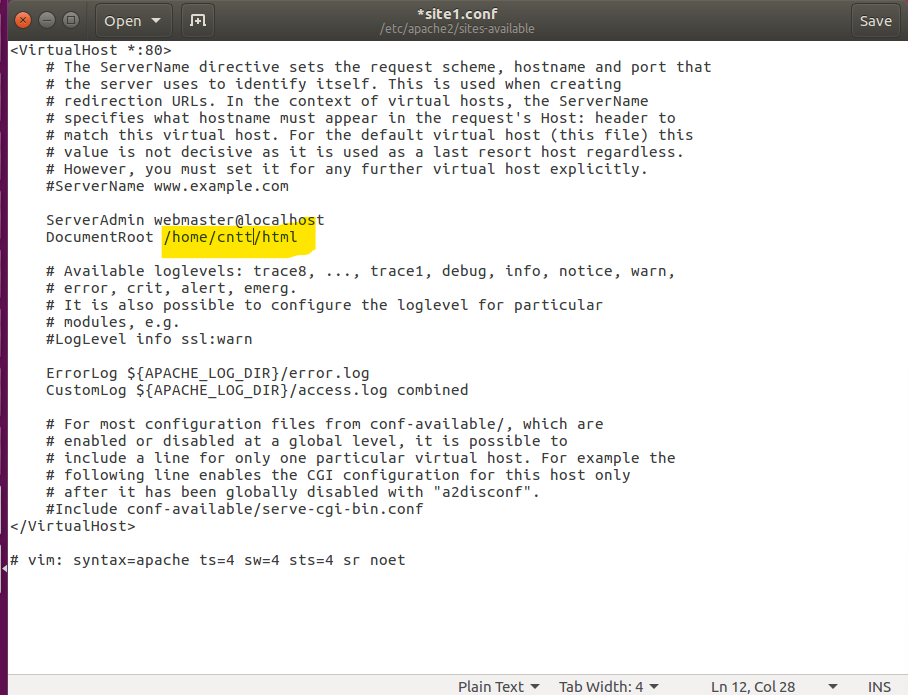 Open
*site1.conf
/etc/apache2/sites-available
Save
<VirtualHost *:80>
    # The ServerName directive sets the request scheme, hostname and port that
    # the server uses to identify itself. This is used when creating
    # redirection URLs. In the context of virtual hosts, the ServerName
    # specifies what hostname must appear in the request's Host: header to
    # match this virtual host. For the default virtual host (this file) this
    # value is not decisive as it is used as a last resort host regardless.
    # However, you must set it for any further virtual host explicitly.
    #ServerName www.example.com

    ServerAdmin webmaster@localhost
    DocumentRoot /home/cntt/html

    # Available loglevels: trace8, ..., trace1, debug, info, notice, warn,
    # error, crit, alert, emerg.
    # It is also possible to configure the loglevel for particular
    # modules, e.g.
    #LogLevel info ssl:warn

    ErrorLog ${APACHE_LOG_DIR}/error.log
    CustomLog ${APACHE_LOG_DIR}/access.log combined

    # For most configuration files from conf-available/, which are
    # enabled or disabled at a global level, it is possible to
    # include a line for only one particular virtual host. For example the
    # following line enables the CGI configuration for this host only
    # after it has been globally disabled with "a2disconf".
    #Include conf-available/serve-cgi-bin.conf
</VirtualHost>

# vim: syntax=apache ts=4 sw=4 sts=4 sr noet
Plain Text
Tab Width: 4
Ln 12, Col 28
INS